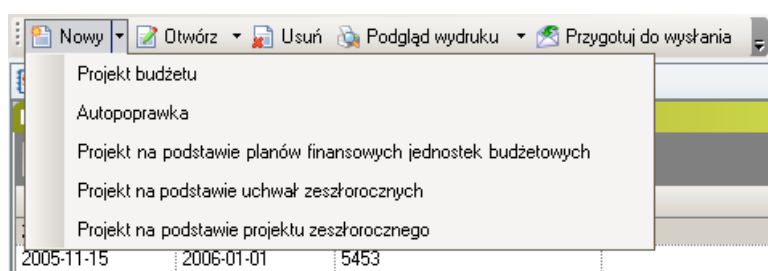 Nowy Otwórz Usuń Podgląd wydruku Przygotuj do wysłania
Projekt budżetu
Autopoprawka
Projekt na podstawie planów finansowych jednostek budżetowych
Projekt na podstawie uchwał zeszłorocznych
Projekt na podstawie projektu zeszłorocznego
2005-11-15 2006-01-01 5453